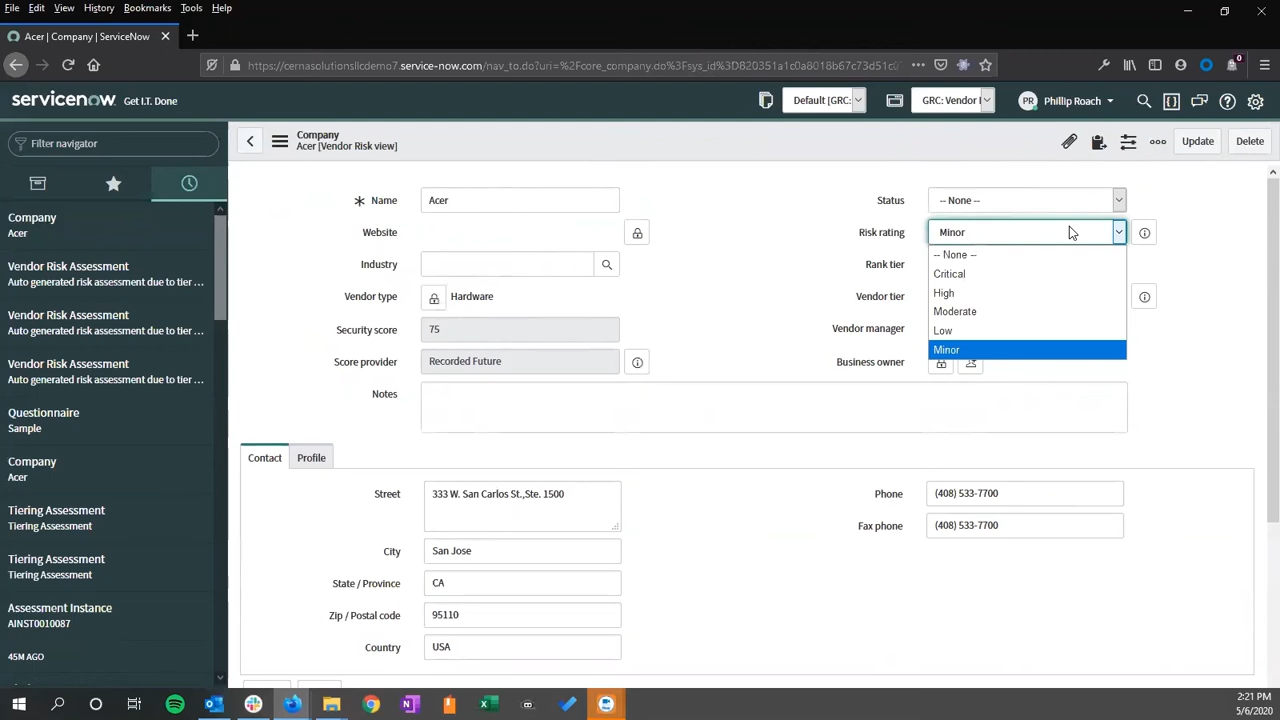 File Edit View History Bookmarks Tools Help
Acer | Company | ServiceNow
https://cernasolutionsllcdemo7.service-now.com/nav_to.do?uri=%2Fcore_company.do%3Fsys_id%3D820351a1c0a8018b67c73d51c
servicenow Get I.T. Done
Default [GRC:
GRC: Vendor
PR Phillip Roach
Filter navigator
Company
Acer [Vendor Risk view]
Update
Delete
Company
Acer
Vendor Risk Assessment
Auto generated risk assessment due to tier ...
Vendor Risk Assessment
Auto generated risk assessment due to tier ...
Vendor Risk Assessment
Auto generated risk assessment due to tier ...
Questionnaire
Sample
Company
Acer
Tiering Assessment
Tiering Assessment
Tiering Assessment
Tiering Assessment
Assessment Instance
AINST0010087
45M AGO
Name Acer
Website
Industry
Vendor type Hardware
Security score 75
Score provider Recorded Future
Notes
Status -- None --
Risk rating Minor
Rank tier
Vendor tier
Vendor manager
Business owner
-- None --
Critical
High
Moderate
Low
Minor
Contact Profile
Street 333 W. San Carlos St.,Ste. 1500
City San Jose
State / Province CA
Zip / Postal code 95110
Country USA
Phone (408) 533-7700
Fax phone (408) 533-7700
2:21 PM
5/6/2020